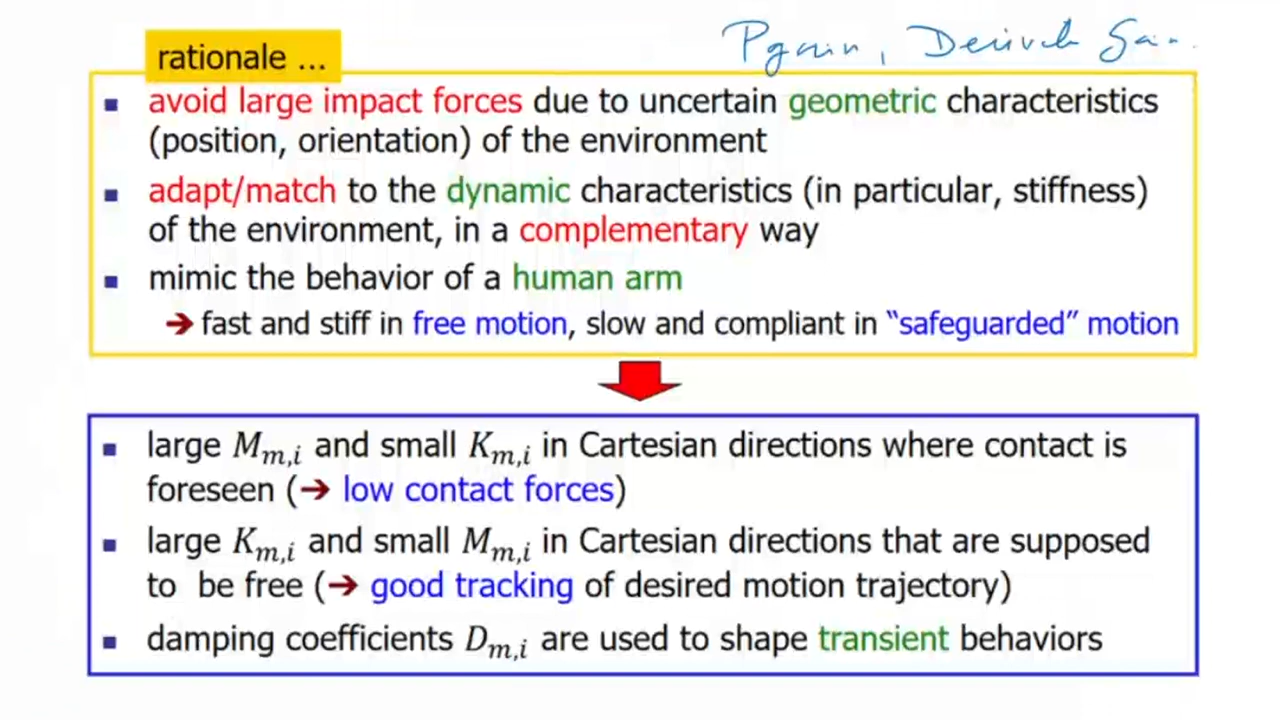 Pgain, Derivat Ga..
rationale ...
▪ avoid large impact forces due to uncertain geometric characteristics
(position, orientation) of the environment
▪ adapt/match to the dynamic characteristics (in particular, stiffness)
of the environment, in a complementary way
▪ mimic the behavior of a human arm
➔ fast and stiff in free motion, slow and compliant in “safeguarded” motion
▪ large M_{m,i} and small K_{m,i} in Cartesian directions where contact is
foreseen (➔ low contact forces)
▪ large K_{m,i} and small M_{m,i} in Cartesian directions that are supposed
to be free (➔ good tracking of desired motion trajectory)
▪ damping coefficients D_{m,i} are used to shape transient behaviors